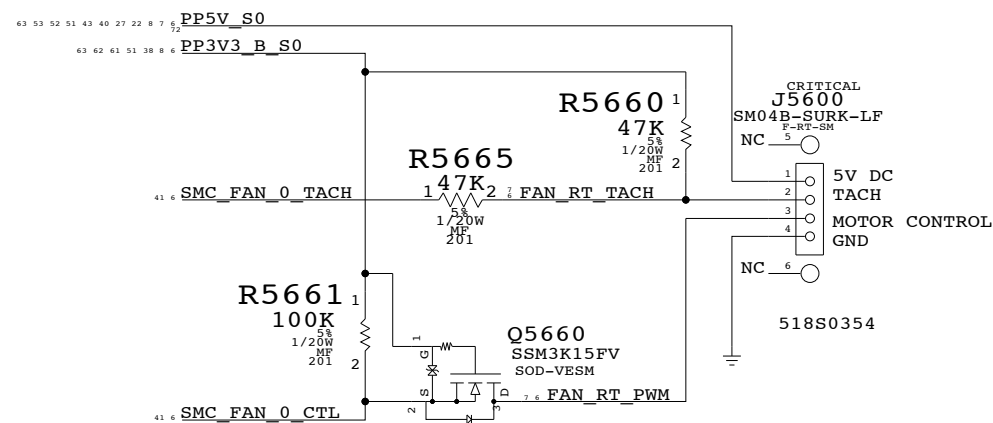 63 53 52 51 43 40 27 22 8 7 6 PP5V_S0
72
63 62 61 51 38 8 6 PP3V3_B_S0
CRITICAL
J5600
SM04B-SURK-LF
F-RT-SM
R5660 1
47K
5%
1/20W
MF
201
2
NC 5
R5665
1 47K 2
5%
1/20W
MF
201
41 6 SMC_FAN_0_TACH
7 6 FAN_RT_TACH
1 5V DC
2 TACH
3 MOTOR CONTROL
4 GND
NC 6
518S0354
R5661 1
100K
5%
1/20W
MF
201
2
Q5660
SSM3K15FV
SOD-VESM
1
G
S
D
2
3
7 6 FAN_RT_PWM
41 6 SMC_FAN_0_CTL